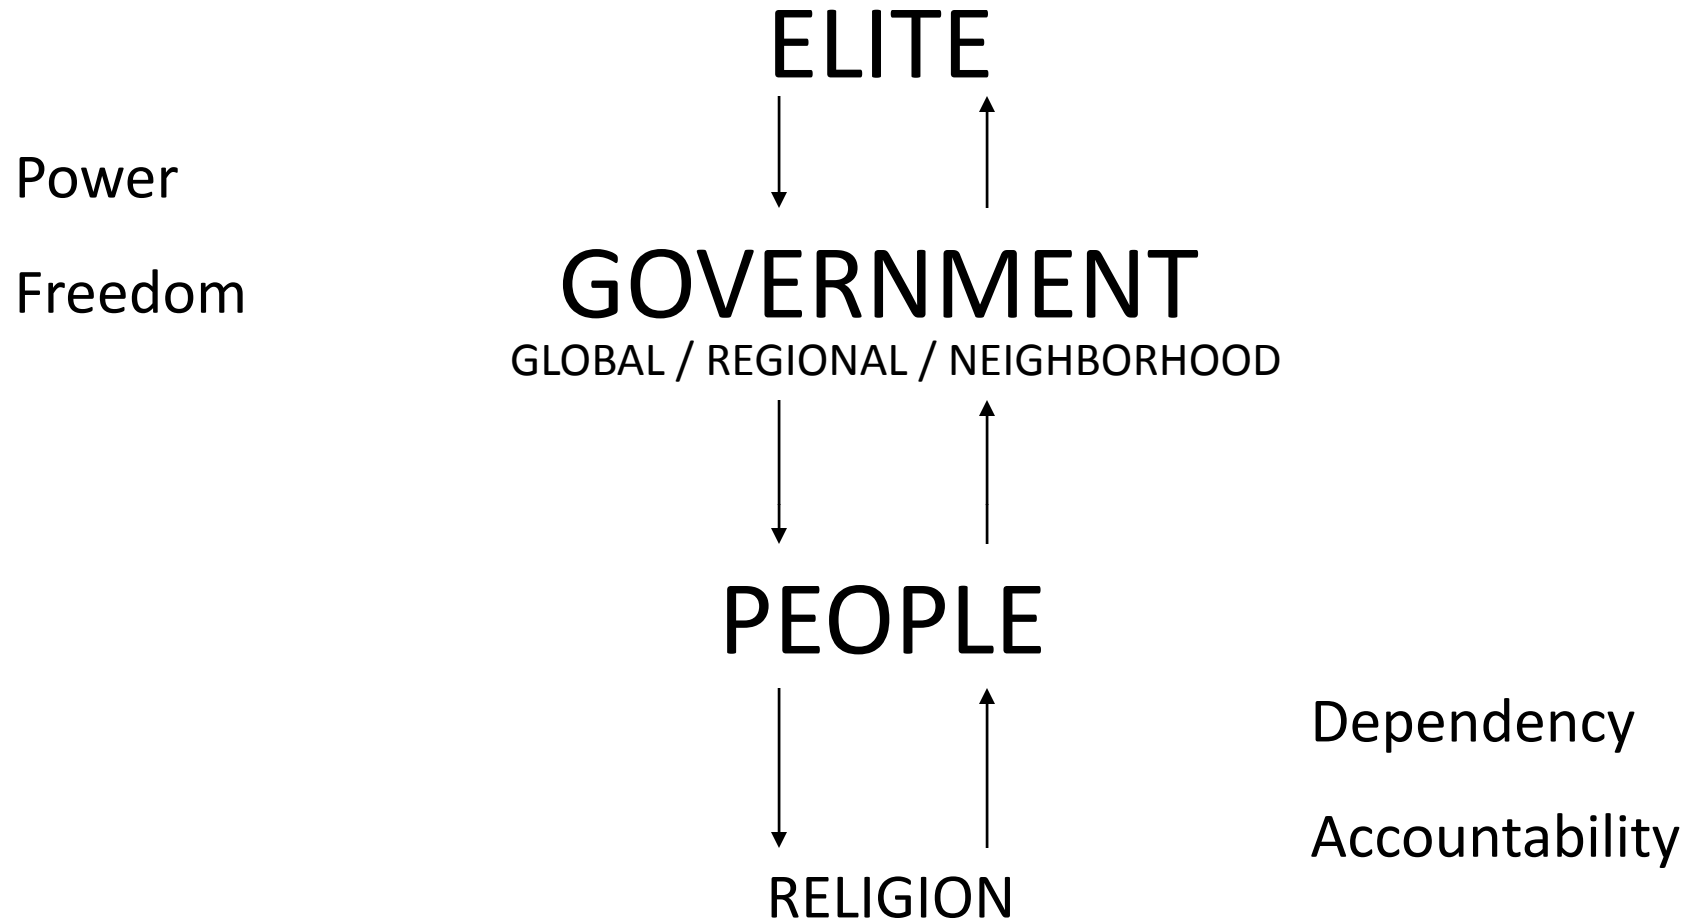 ELITE
Power
Freedom
GOVERNMENT
GLOBAL / REGIONAL / NEIGHBORHOOD
PEOPLE
Dependency
Accountability
RELIGION